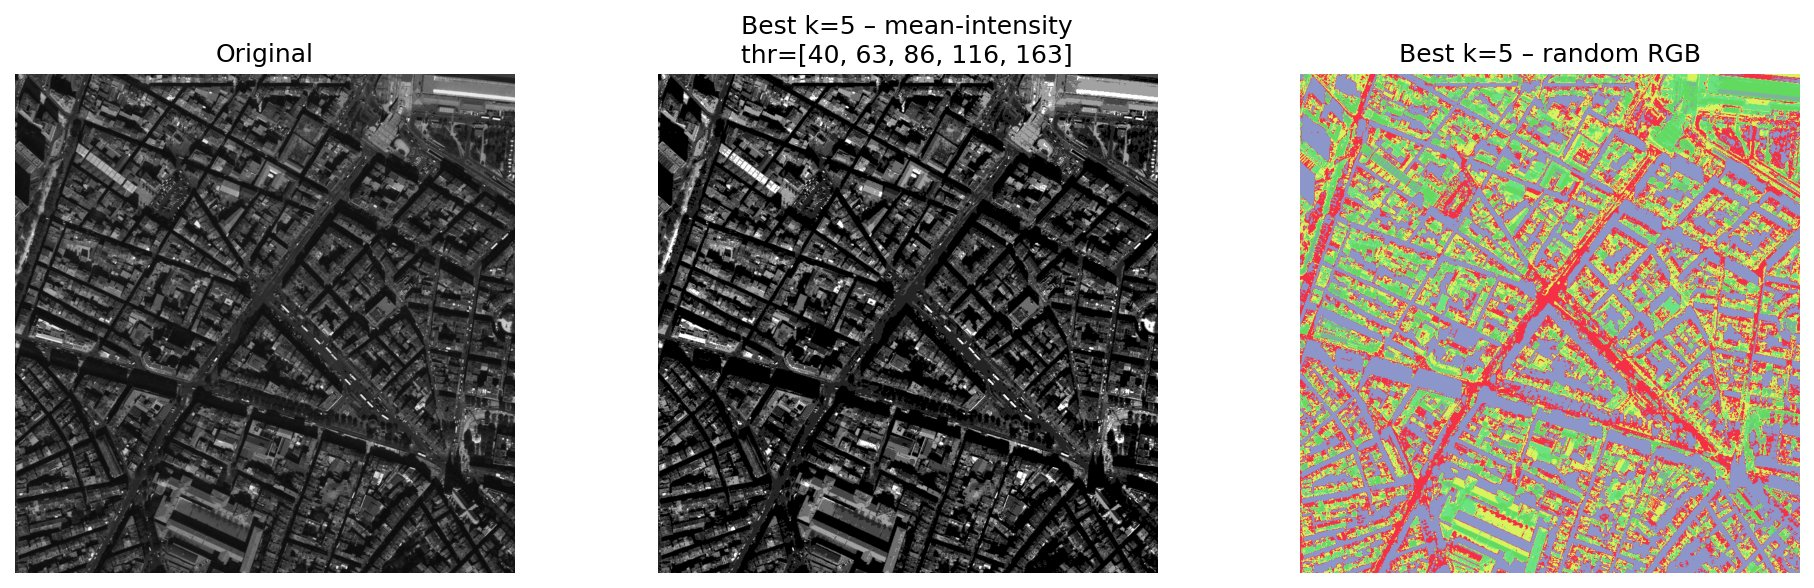 Original
Best k=5 – mean-intensity
thr=[40, 63, 86, 116, 163]
Best k=5 – random RGB